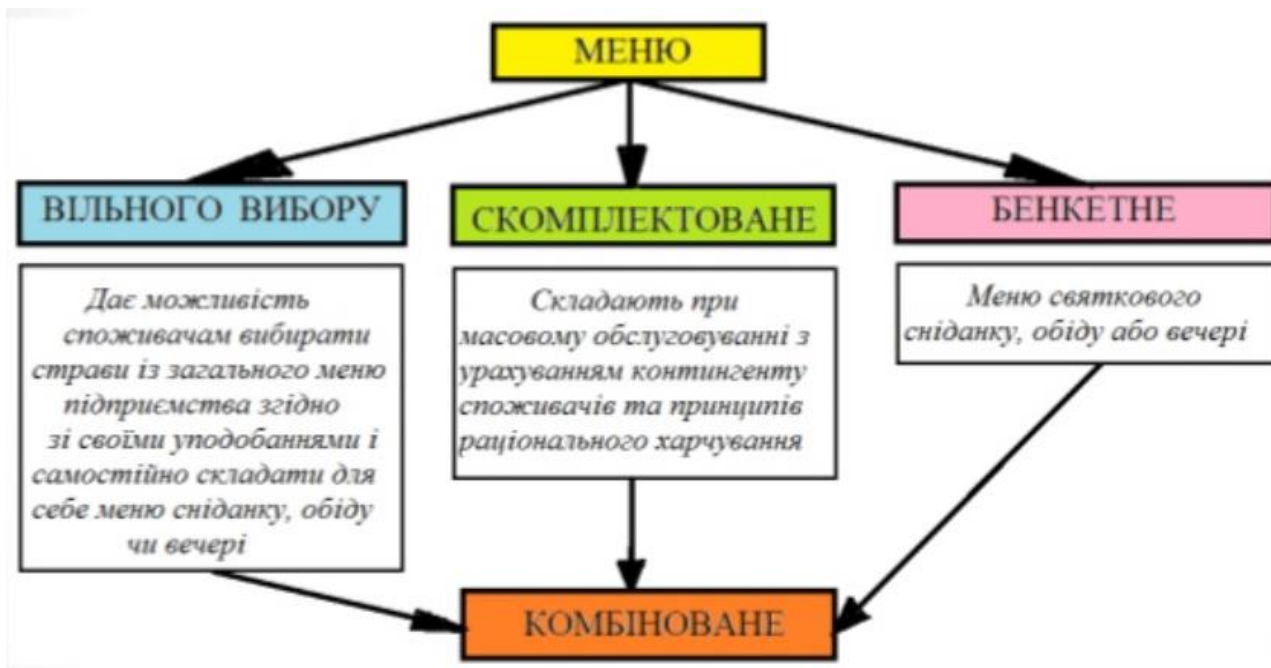 МЕНЮ
ВІЛЬНОГО ВИБОРУ
Дає можливість
споживачам вибирати
страви із загального меню
підприємства згідно
зі своїми уподобаннями і
самостійно складати для
себе меню сніданку, обіду
чи вечері
СКОМПЛЕКТОВАНЕ
Складають при
масовому обслуговуванні з
урахуванням контингенту
споживачів та принципів
раціонального харчування
БЕНКЕТНЕ
Меню святкового
сніданку, обіду або вечері
КОМБІНОВАНЕ